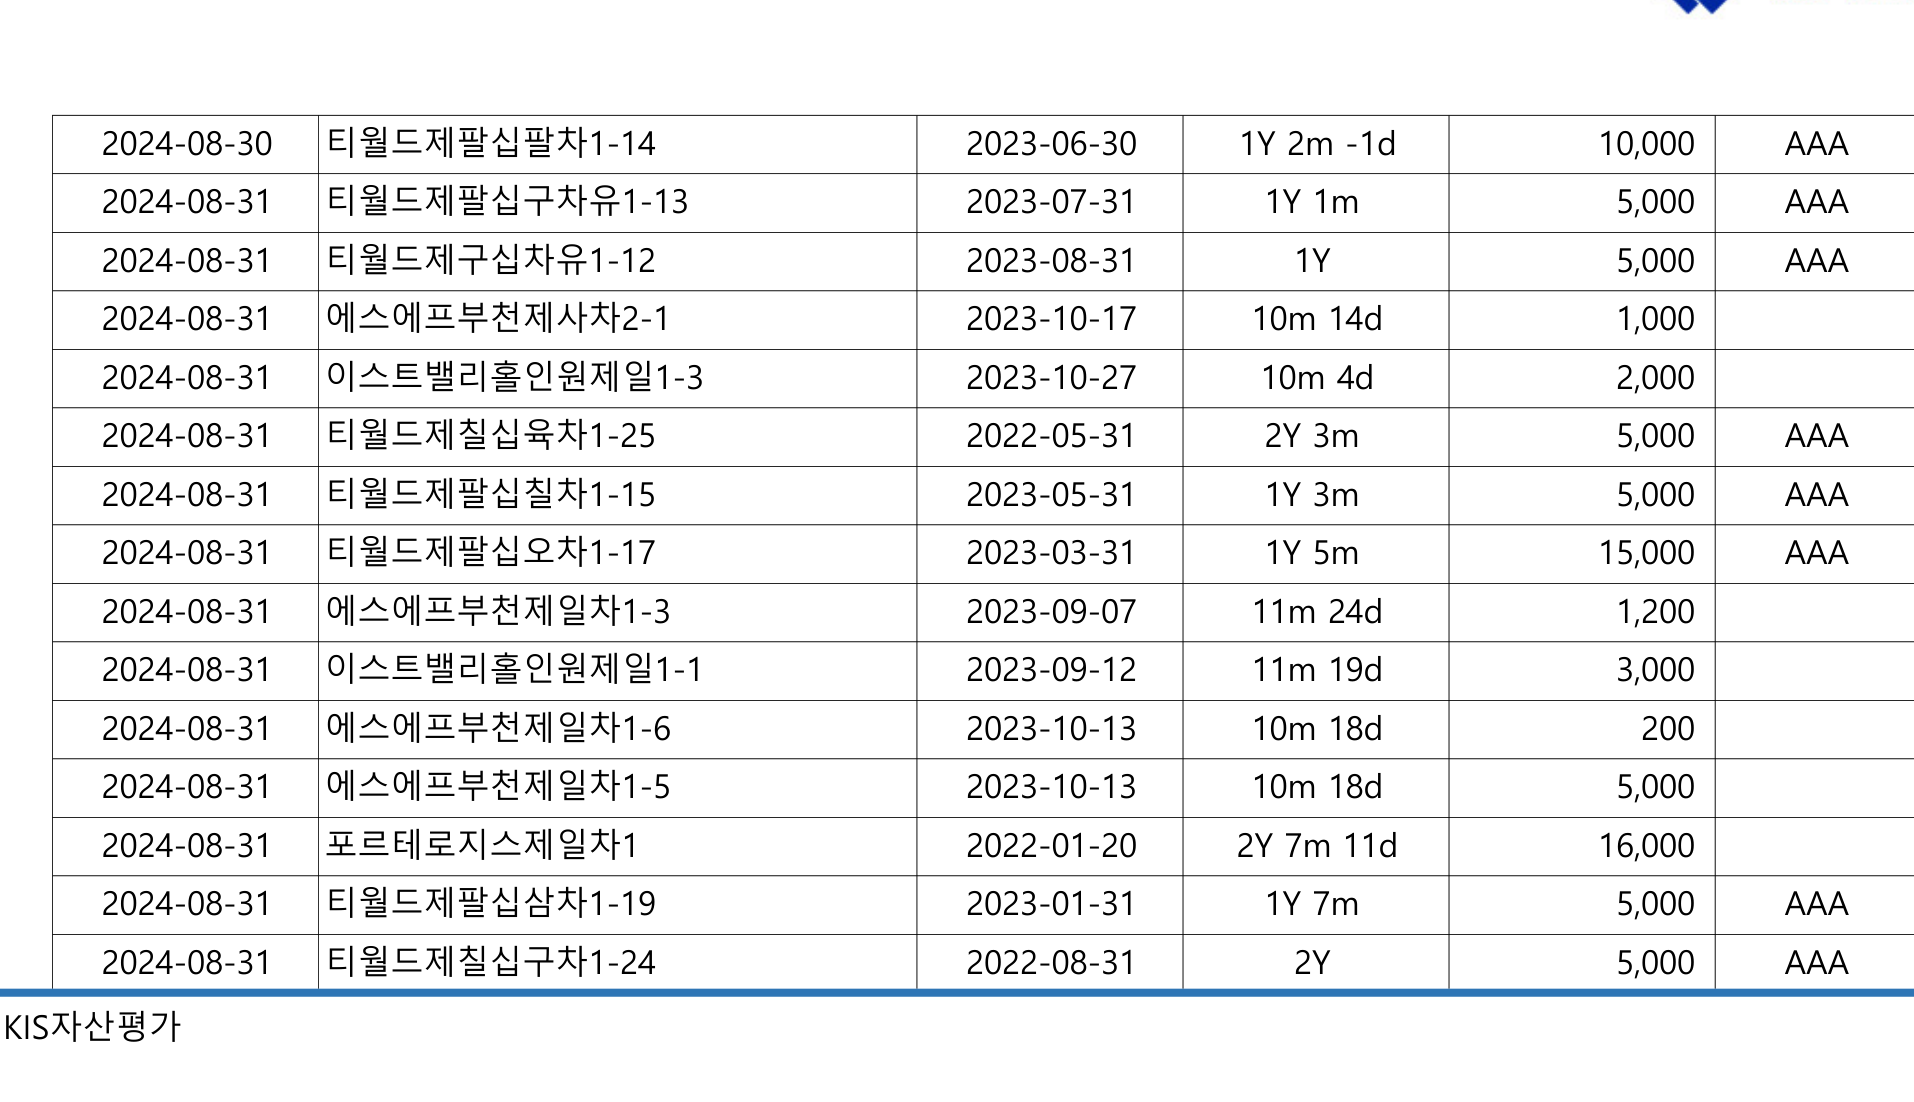 2024-08-30 티월드제팔십팔차1-14 2023-06-30 1Y 2m -1d 10,000 AAA
2024-08-31 티월드제팔십구차유1-13 2023-07-31 1Y 1m 5,000 AAA
2024-08-31 티월드제구십차유1-12 2023-08-31 1Y 5,000 AAA
2024-08-31 에스에프부천제사차2-1 2023-10-17 10m 14d 1,000
2024-08-31 이스트밸리홀인원제일1-3 2023-10-27 10m 4d 2,000
2024-08-31 티월드제칠십육차1-25 2022-05-31 2Y 3m 5,000 AAA
2024-08-31 티월드제팔십칠차1-15 2023-05-31 1Y 3m 5,000 AAA
2024-08-31 티월드제팔십오차1-17 2023-03-31 1Y 5m 15,000 AAA
2024-08-31 에스에프부천제일차1-3 2023-09-07 11m 24d 1,200
2024-08-31 이스트밸리홀인원제일1-1 2023-09-12 11m 19d 3,000
2024-08-31 에스에프부천제일차1-6 2023-10-13 10m 18d 200
2024-08-31 에스에프부천제일차1-5 2023-10-13 10m 18d 5,000
2024-08-31 포르테로지스제일차1 2022-01-20 2Y 7m 11d 16,000
2024-08-31 티월드제팔십삼차1-19 2023-01-31 1Y 7m 5,000 AAA
2024-08-31 티월드제칠십구차1-24 2022-08-31 2Y 5,000 AAA
KIS자산평가